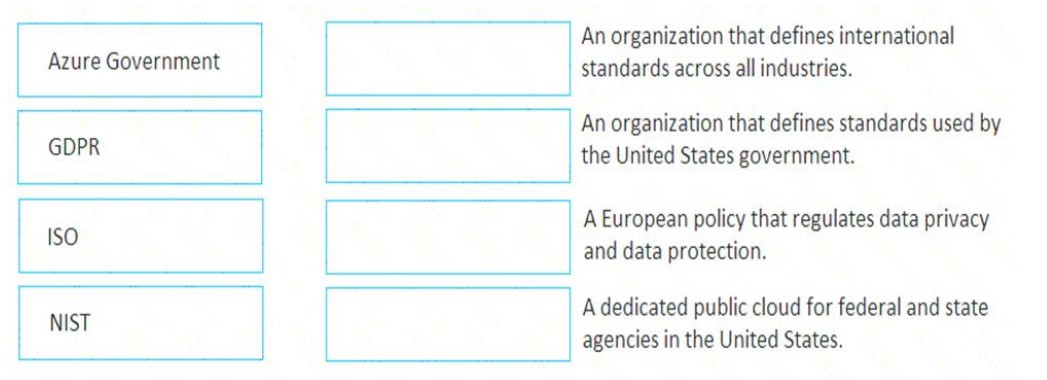 Azure Government
An organization that defines international
standards across all industries.
GDPR
An organization that defines standards used by
the United States government.
ISO
A European policy that regulates data privacy
and data protection.
NIST
A dedicated public cloud for federal and state
agencies in the United States.